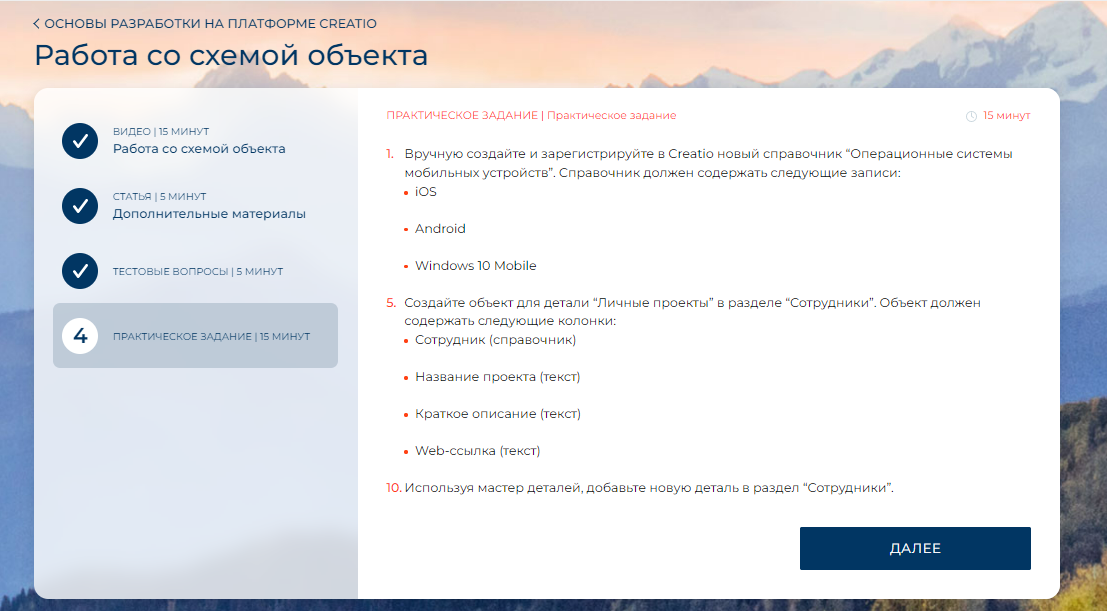 ОСНОВЫ РАЗРАБОТКИ НА ПЛАТФОРМЕ CREATIO
Работа со схемой объекта
ВИДЕО | 15 МИНУТ
Работа со схемой объекта
СТАТЬЯ | 5 МИНУТ
Дополнительные материалы
ТЕСТОВЫЕ ВОПРОСЫ | 5 МИНУТ
4
ПРАКТИЧЕСКОЕ ЗАДАНИЕ | 15 МИНУТ
ПРАКТИЧЕСКОЕ ЗАДАНИЕ | Практическое задание
15 минут
1. Вручную создайте и зарегистрируйте в Creatio новый справочник “Операционные системы
мобильных устройств”. Справочник должен содержать следующие записи:
• iOS
• Android
• Windows 10 Mobile
5. Создайте объект для детали “Личные проекты” в разделе “Сотрудники”. Объект должен
содержать следующие колонки:
• Сотрудник (справочник)
• Название проекта (текст)
• Краткое описание (текст)
• Web-ссылка (текст)
10. Используя мастер деталей, добавьте новую деталь в раздел “Сотрудники”.
ДАЛЕЕ